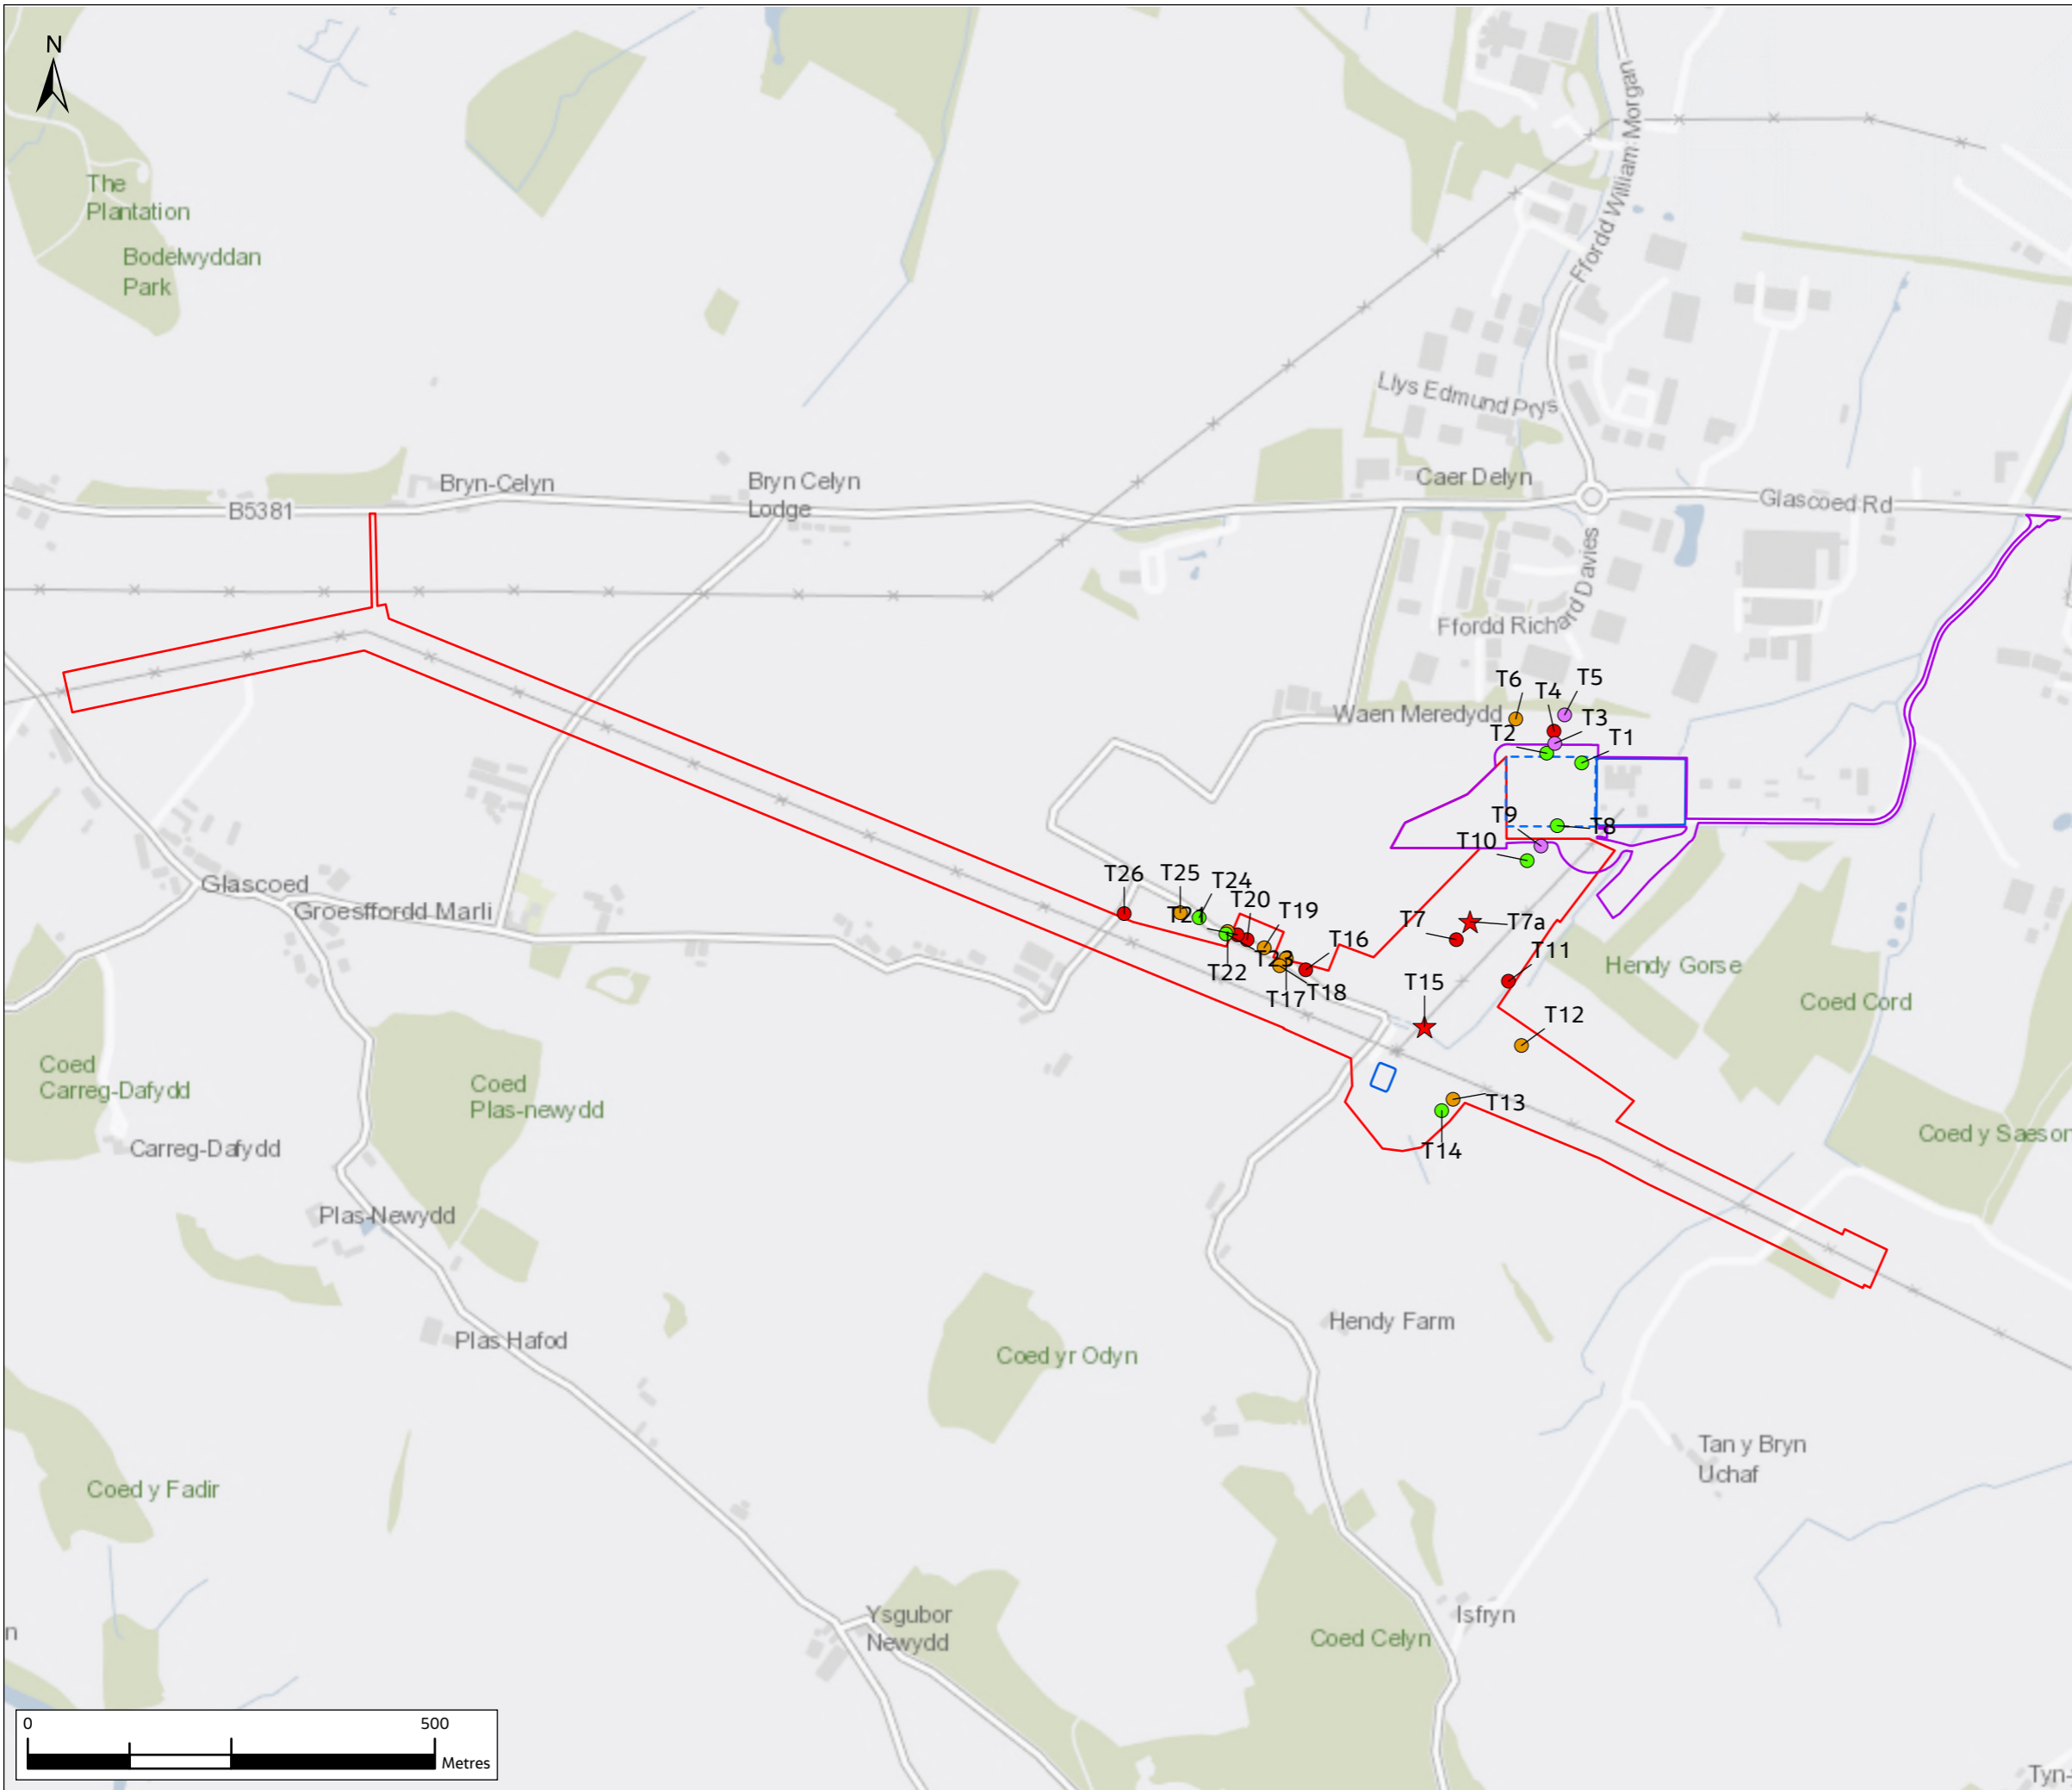 N
The
Plantation
Bodelwyddan
Park
Ffordd William Morgan
Llys Edmund Prys
Bryn-Celyn
Bryn Celyn
Lodge
B5381
Caer Delyn
Glascoed Rd
Ffordd Richard Davies
Waen Meredydd
T6
T4
T5
T2
T3
T1
T9
T8
T10
T7
T7a
T11
T12
T13
T14
T15
T16
T26
T25
T24
T20
T19
T21
T22
T23
T17
T18
Glascoed
Groesffordd Marli
Hendy Gorse
Coed Cord
Coed y Saeson
Coed
Carreg-Dafydd
Coed
Plas-newydd
Carreg-Dafydd
Plas-Newydd
Plas Hafod
Coed yr Odyn
Hendy Farm
Tan y Bryn
Uchaf
Coed y Fadir
Ysgubor
Newydd
Coed Celyn
Isfryn
n
Tyn-
0
500
Metres